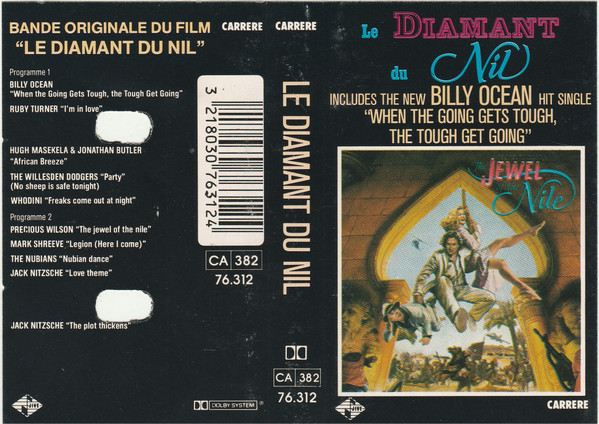 BANDE ORIGINALE DU FILM
"LE DIAMANT DU NIL"
CARRERE
Programme 1
BILLY OCEAN
"When the Going Gets Tough, the Tough Get Going"
RUBY TURNER "I'm in love"
HUGH MASEKELA & JONATHAN BUTLER
"African Breeze"
THE WILLESDEN DODGERS "Party"
(No sheep is safe tonight)
WHODINI "Freaks come out at night"
Programme 2
PRECIOUS WILSON "The jewel of the nile"
MARK SHREEVE "Legion (Here I come)"
THE NUBIANS "Nubian dance"
JACK NITZSCHE "Love theme"
JACK NITZSCHE "The plot thickens"
JIVE
3 218030 763124
CA 382
76.312
DOLBY SYSTEM
CARRERE
LE DIAMANT DU NIL
CA 382
76.312
Le DIAMANT
du Nil
INCLUDES THE NEW BILLY OCEAN HIT SINGLE
"WHEN THE GOING GETS TOUGH,
THE TOUGH GET GOING"
The JEWEL
of the Nile
JIVE
CARRERE